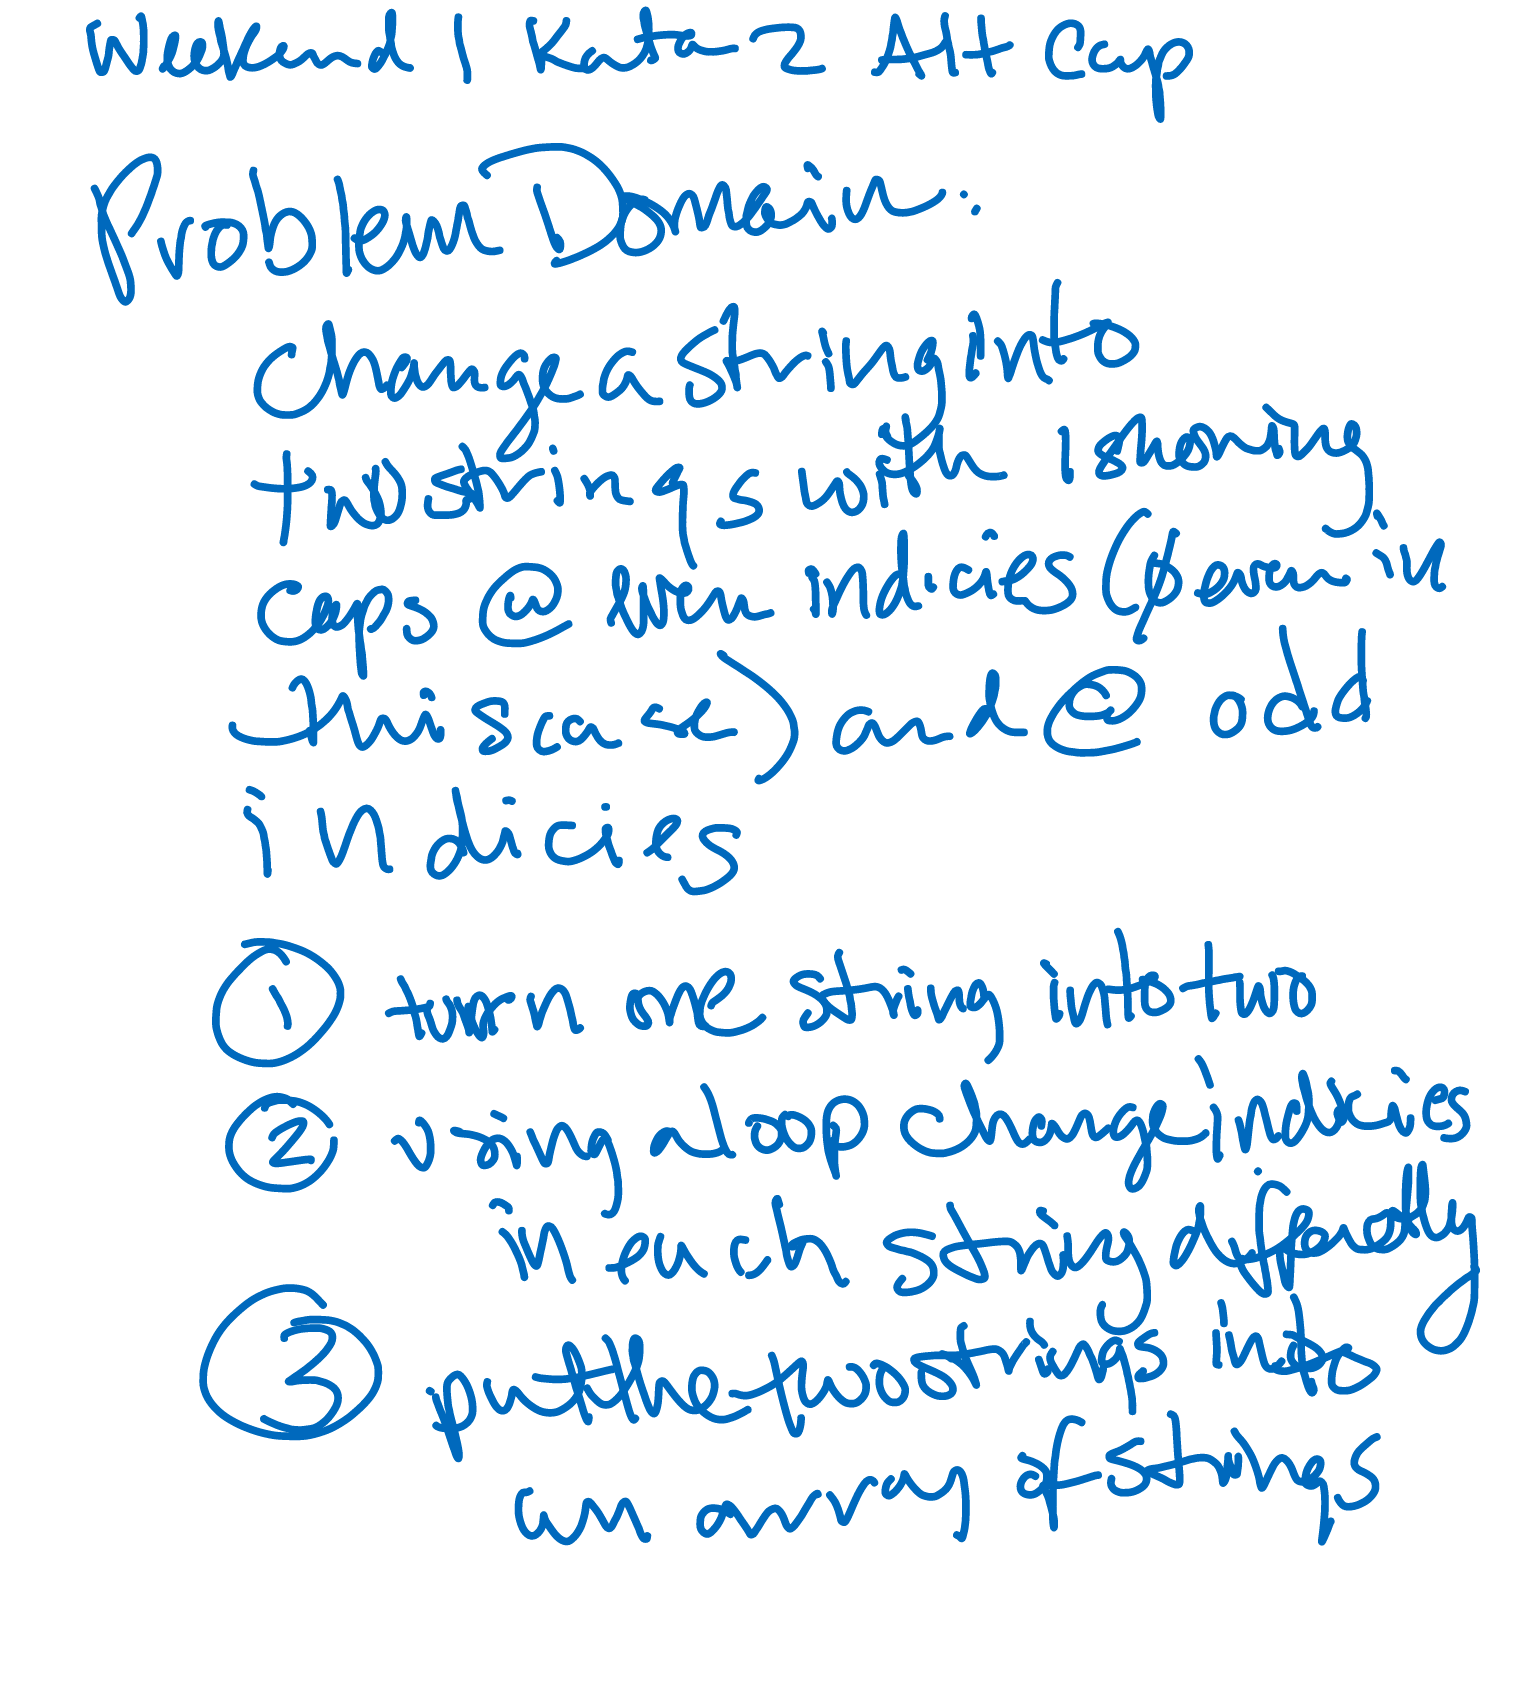 Weekend 1 Kata 2 Alt Cap
Problem Domain:
Change a string into
two strings with 1 showing
caps @ even indicies (0 even in
this case) and @ odd
indicies
① turn one string into two
② using a loop change indicies
in each string differently
③ put the two strings into
an array of strings